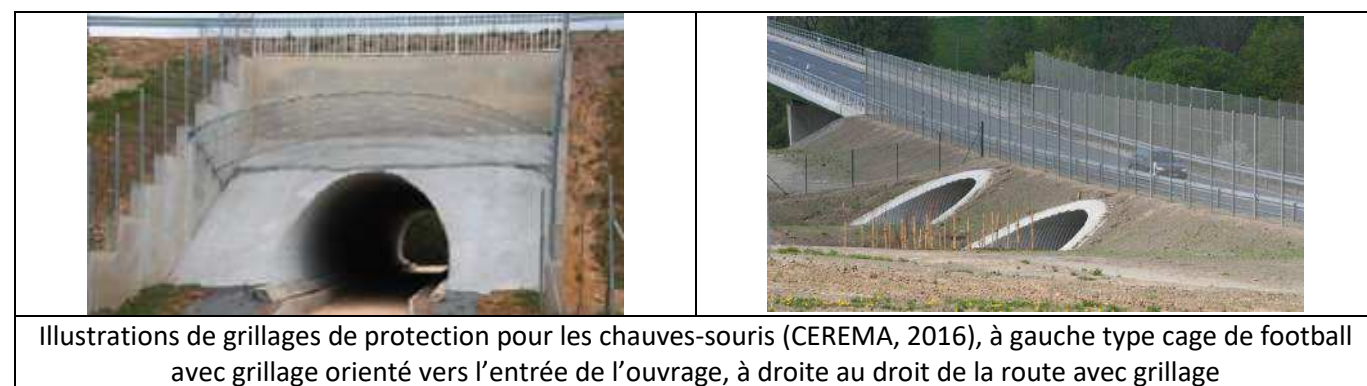 Illustrations de grillages de protection pour les chauves-souris (CEREMA, 2016), à gauche type cage de football
avec grillage orienté vers l’entrée de l’ouvrage, à droite au droit de la route avec grillage